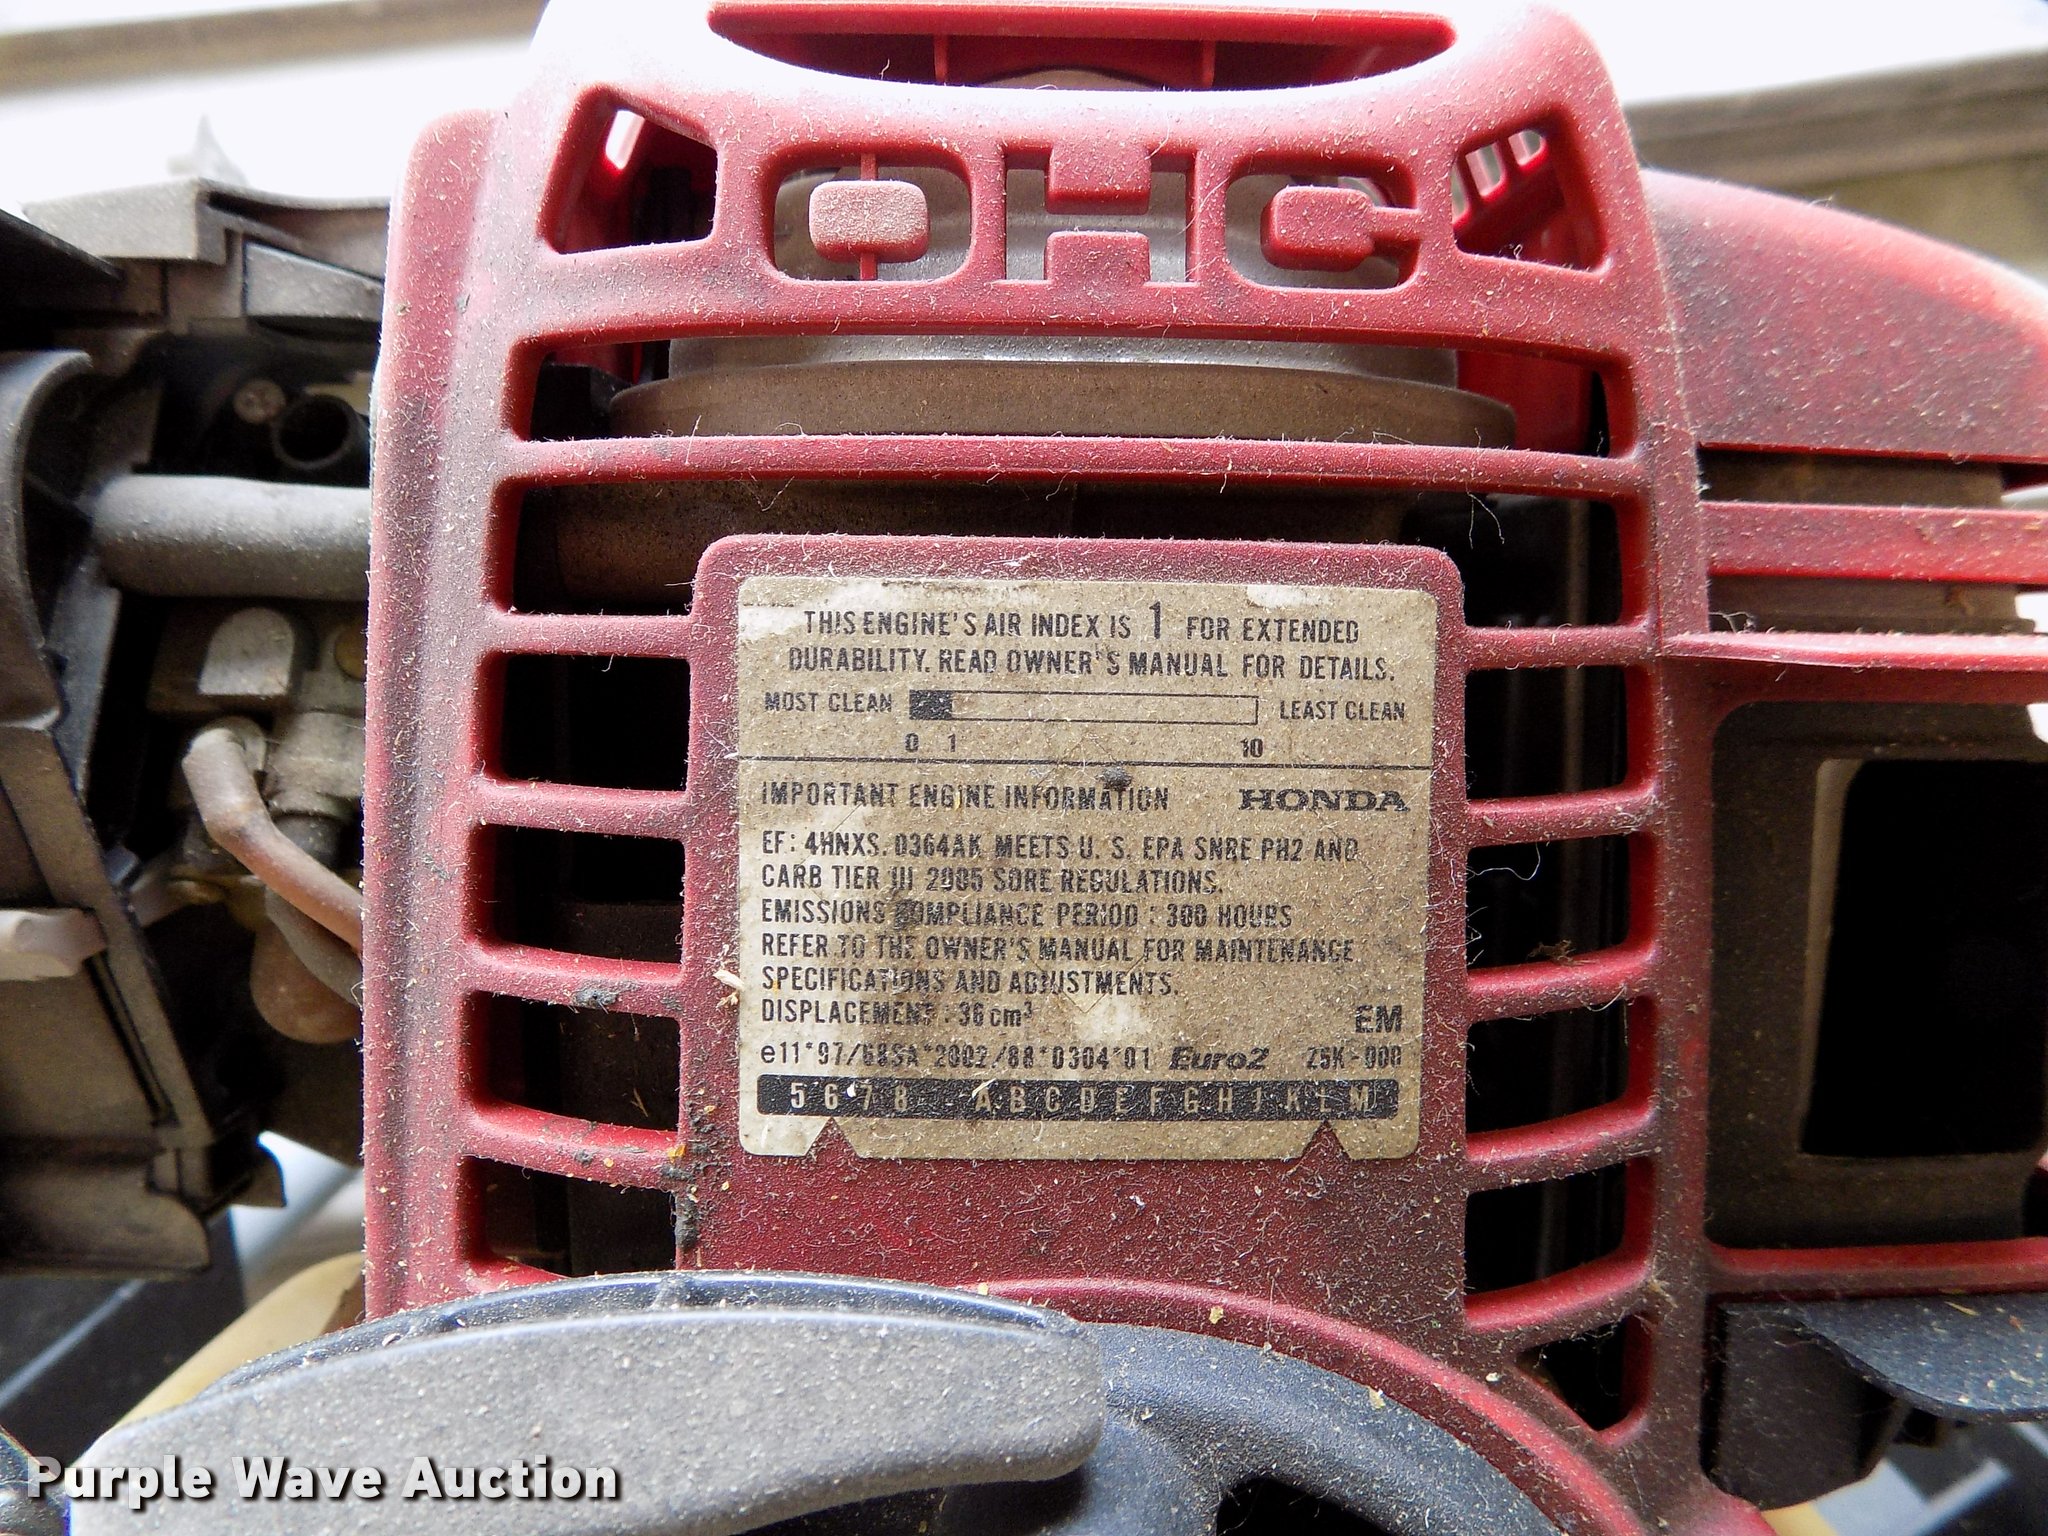 OHC
THIS ENGINE'S AIR INDEX IS 1 FOR EXTENDED
DURABILITY. READ OWNER'S MANUAL FOR DETAILS.
MOST CLEAN LEAST CLEAN
0 1 10
IMPORTANT ENGINE INFORMATION HONDA
EF: 4HNXS. 0364AK MEETS U. S. EPA SNRE PH2 AND
CARB TIER III 2005 SORE REGULATIONS.
EMISSIONS COMPLIANCE PERIOD : 300 HOURS
REFER TO THE OWNER'S MANUAL FOR MAINTENANCE
SPECIFICATIONS AND ADJUSTMENTS.
DISPLACEMENT : 36 cm³ EM
e11*97/68SA*2002/88*0304*01 Euro2 Z5K-000
5 6 7 8 A B C D E F G H J K L M
Purple Wave Auction